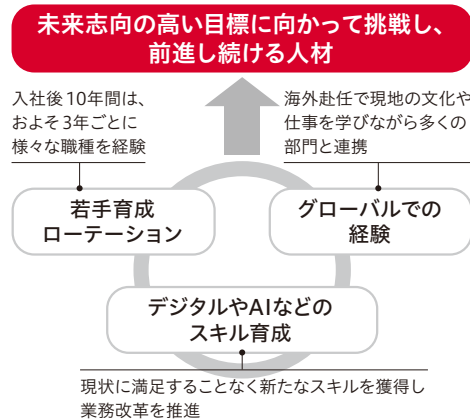 未来志向の高い目標に向かって挑戦し、
前進し続ける人材
入社後10年間は、
およそ3年ごとに
様々な職種を経験
海外赴任で現地の文化や
仕事を学びながら多くの
部門と連携
若手育成
ローテーション
グローバルでの
経験
デジタルやAIなどの
スキル育成
現状に満足することなく新たなスキルを獲得し
業務改革を推進